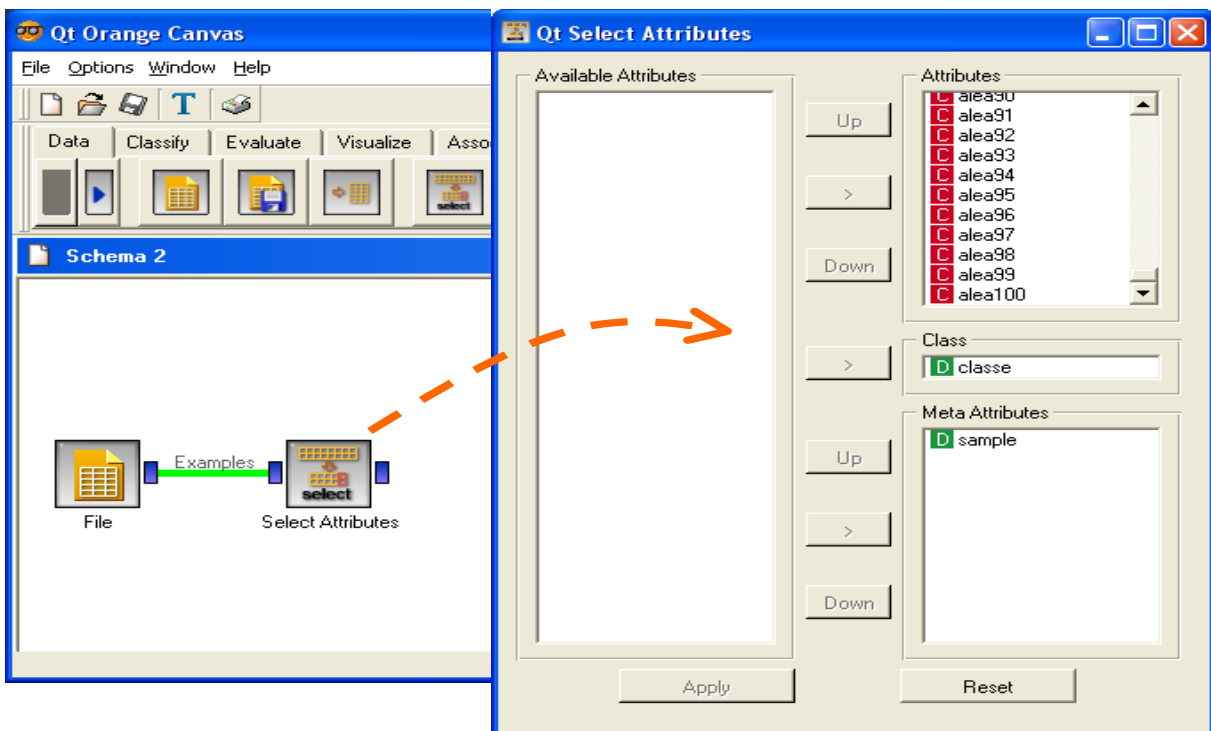 Qt Orange Canvas
File Options Window Help
T
Data Classify Evaluate Visualize Asso
select
Schema 2
Examples
select
File
Select Attributes
Qt Select Attributes
Available Attributes
Up
>
Down
>
Up
>
Down
Attributes
C alea90
C alea91
C alea92
C alea93
C alea94
C alea95
C alea96
C alea97
C alea98
C alea99
C alea100
Class
D classe
Meta Attributes
D sample
Apply
Reset